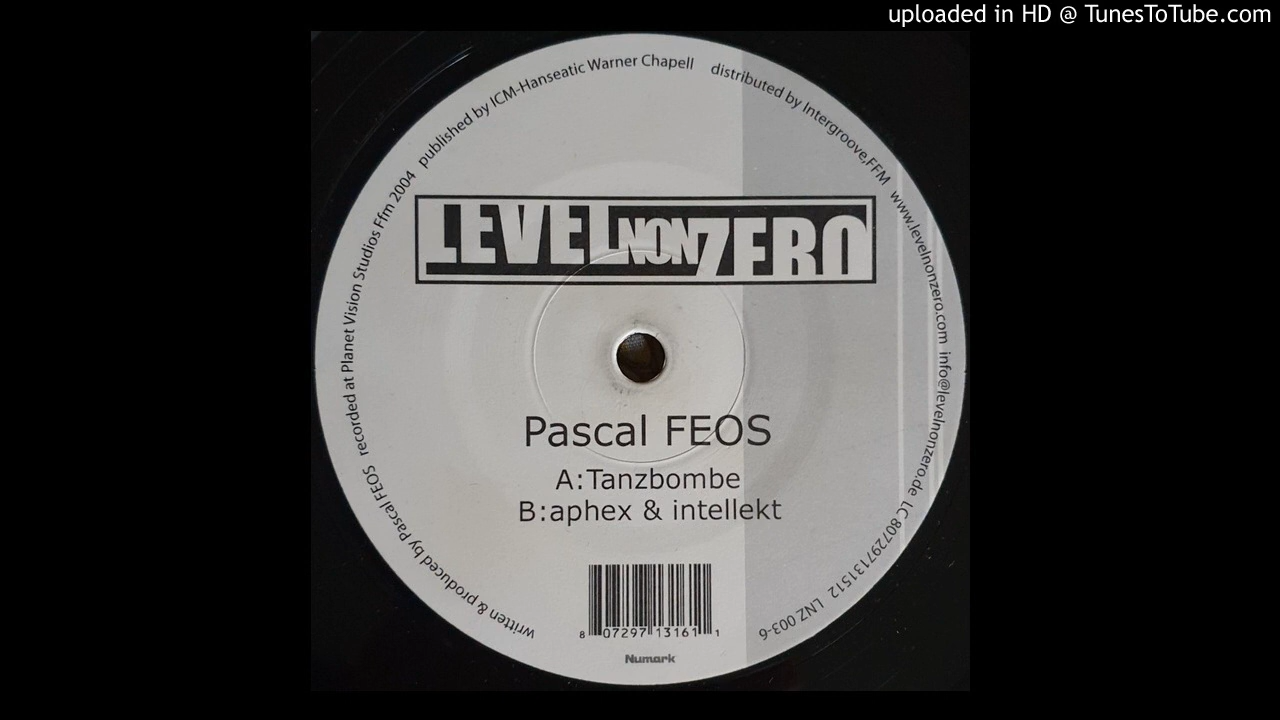 uploaded in HD @ TunesToTube.com
written & produced by Pascal FEOS recorded at Planet Vision Studios Ffm 2004 published by ICM-Hanseatic Warner Chapell distributed by Intergroove,FFM www.levelnonzero.com info@levelnonzero.de LC 807297131512 LNZ 003-6
LEVEL NON ZERO
Pascal FEOS
A:Tanzbombe
B:aphex & intellekt
8 07297 13161 1
Numark